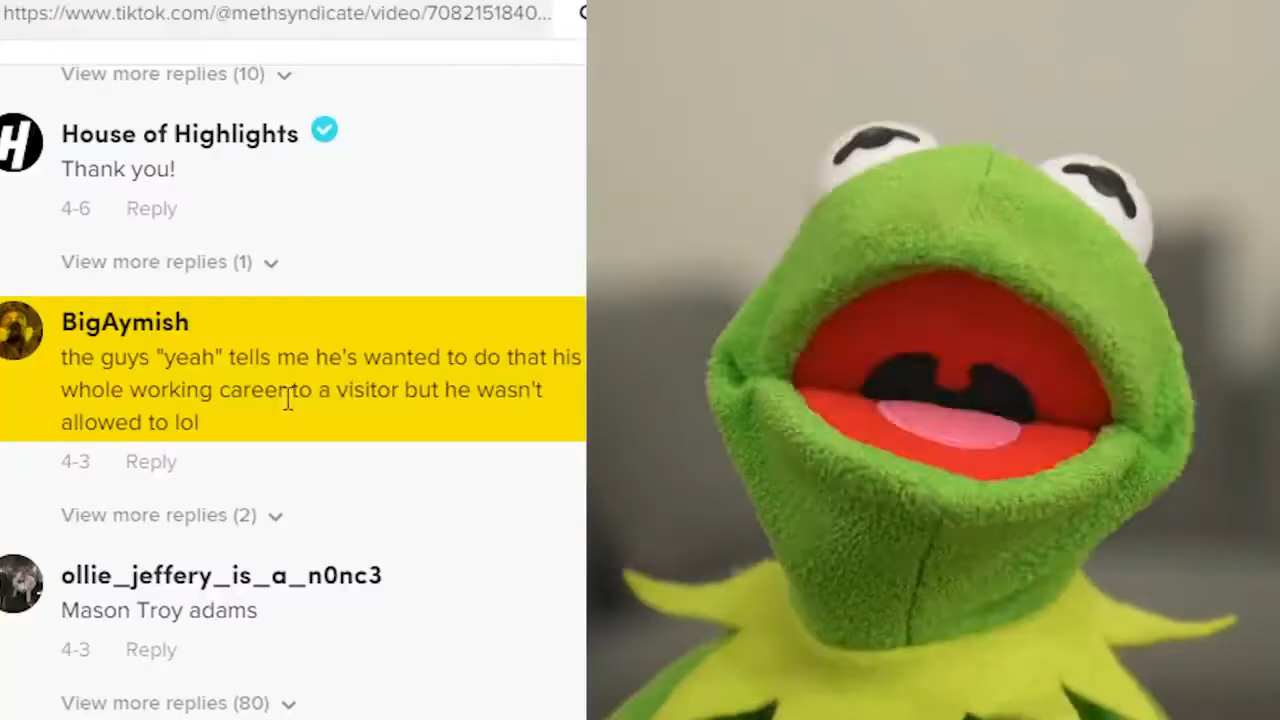 https://www.tiktok.com/@methsyndicate/video/7082151840...
View more replies (10)
House of Highlights
Thank you!
4-6 Reply
View more replies (1)
BigAymish
the guys "yeah" tells me he's wanted to do that his
whole working career to a visitor but he wasn't
allowed to lol
4-3 Reply
View more replies (2)
ollie_jeffery_is_a_n0nc3
Mason Troy adams
4-3 Reply
View more replies (80)